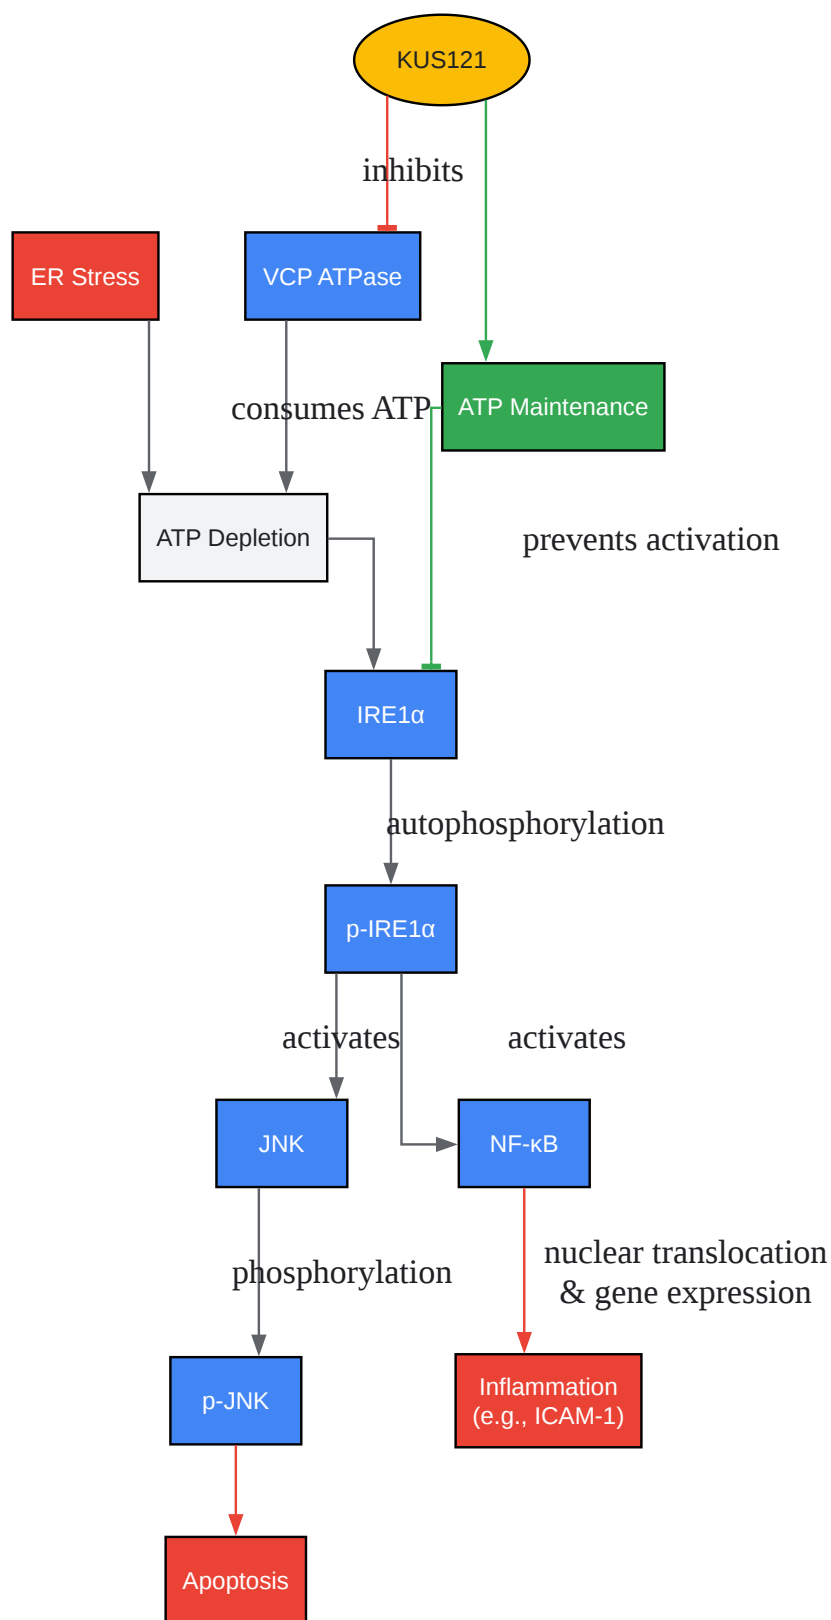 KUS121
inhibits
ER Stress
VCP ATPase
consumes ATP
ATP Maintenance
ATP Depletion
prevents activation
IRE1α
autophosphorylation
p-IRE1α
activates
activates
JNK
NF-κB
phosphorylation
nuclear translocation
& gene expression
p-JNK
Inflammation
(e.g., ICAM-1)
Apoptosis